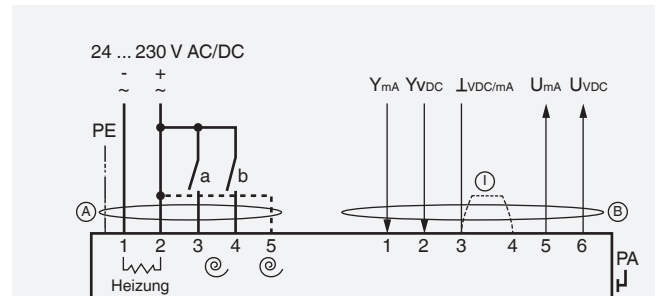 24 ... 230 V AC/DC
- +
~ ~
YmA YVDC ⊥VDC/mA UmA UVDC
PE
a b
I
A B
1 2 3 4 5 1 2 3 4 5 6
PA
Heizung